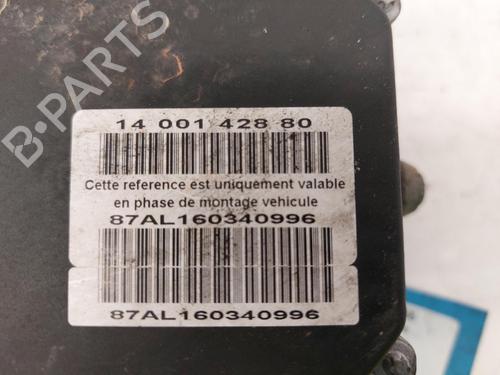 14 001 428 80
Cette reference est uniquement valable
en phase de montage vehicule
87AL160340996
87AL160340996
B-PARTS